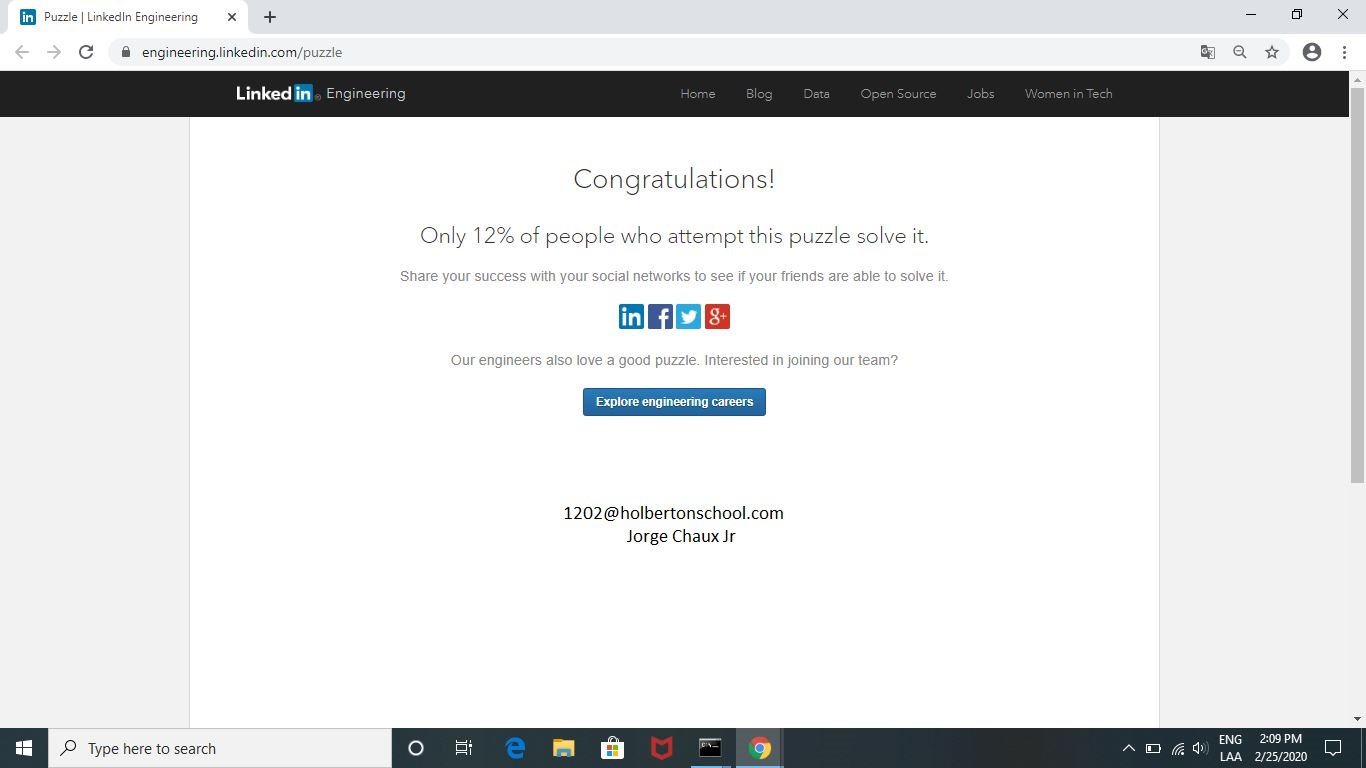 Puzzle | LinkedIn Engineering
engineering.linkedin.com/puzzle
Linked in ® Engineering
Home Blog Data Open Source Jobs Women in Tech
Congratulations!
Only 12% of people who attempt this puzzle solve it.
Share your success with your social networks to see if your friends are able to solve it.
Our engineers also love a good puzzle. Interested in joining our team?
Explore engineering careers
1202@holbertonschool.com
Jorge Chaux Jr
Type here to search
ENG 2:09 PM
LAA 2/25/2020